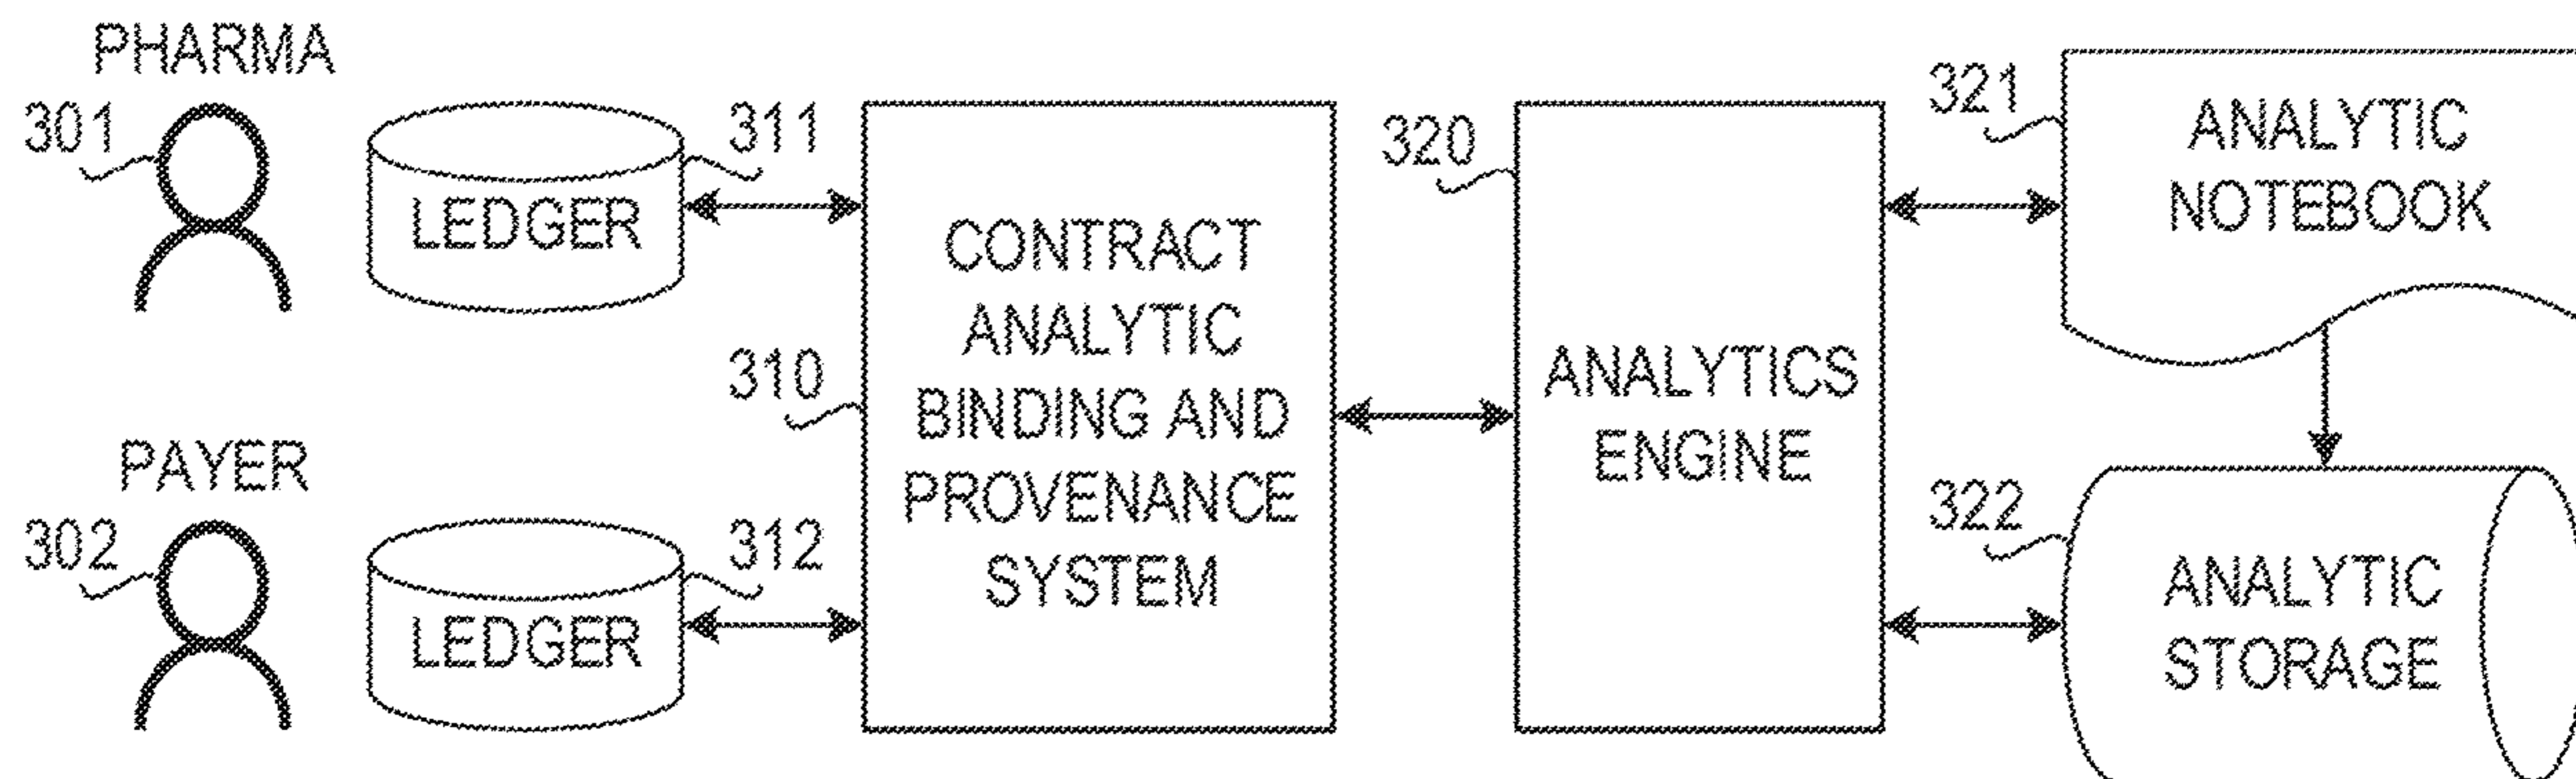 PHARMA
301
LEDGER
311
PAYER
302
LEDGER
312
310
CONTRACT
ANALYTIC
BINDING AND
PROVENANCE
SYSTEM
320
ANALYTICS
ENGINE
321
ANALYTIC
NOTEBOOK
322
ANALYTIC
STORAGE